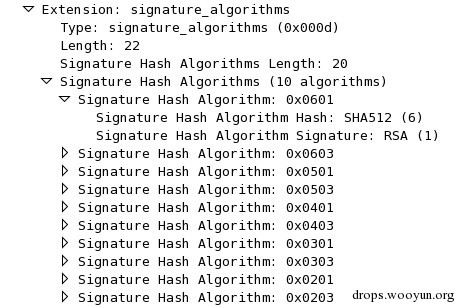 Extension: signature_algorithms
Type: signature_algorithms (0x000d)
Length: 22
Signature Hash Algorithms Length: 20
Signature Hash Algorithms (10 algorithms)
Signature Hash Algorithm: 0x0601
Signature Hash Algorithm Hash: SHA512 (6)
Signature Hash Algorithm Signature: RSA (1)
Signature Hash Algorithm: 0x0603
Signature Hash Algorithm: 0x0501
Signature Hash Algorithm: 0x0503
Signature Hash Algorithm: 0x0401
Signature Hash Algorithm: 0x0403
Signature Hash Algorithm: 0x0301
Signature Hash Algorithm: 0x0303
Signature Hash Algorithm: 0x0201
Signature Hash Algorithm: 0x0203
drops.wooyun.org